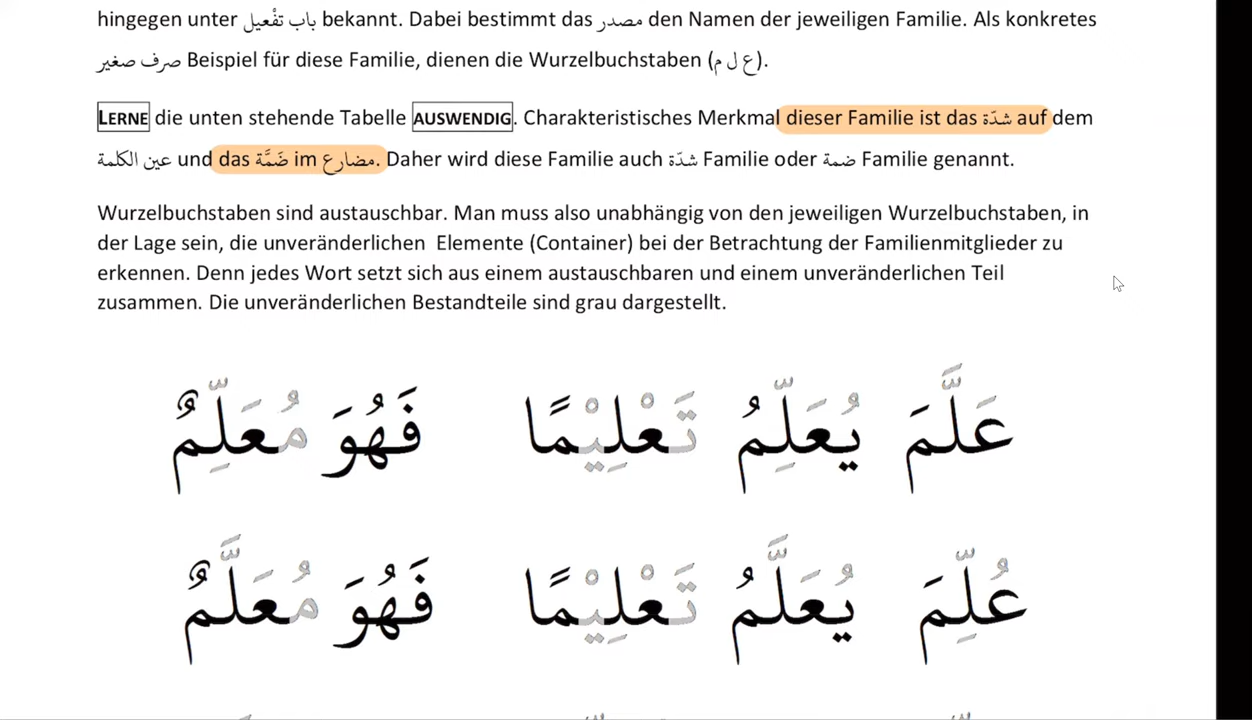 hingegen unter باب تفْعيل bekannt. Dabei bestimmt das مصدر den Namen der jeweiligen Familie. Als konkretes
صرف صغير Beispiel für diese Familie, dienen die Wurzelbuchstaben (ع ل م).
LERNE die unten stehende Tabelle AUSWENDIG. Charakteristisches Merkmal dieser Familie ist das شدّة auf dem
عين الكلمة und das ضَمَّة im مضارع. Daher wird diese Familie auch شدّة Familie oder ضمة Familie genannt.
Wurzelbuchstaben sind austauschbar. Man muss also unabhängig von den jeweiligen Wurzelbuchstaben, in
der Lage sein, die unveränderlichen Elemente (Container) bei der Betrachtung der Familienmitglieder zu
erkennen. Denn jedes Wort setzt sich aus einem austauschbaren und einem unveränderlichen Teil
zusammen. Die unveränderlichen Bestandteile sind grau dargestellt.
عَلَّمَ يُعَلِّمُ تَعْلِيْمًا فَهُوَ مُعَلِّمٌ
عُلِّمَ يُعَلَّمُ تَعْلِيْمًا فَهُوَ مُعَلَّمٌ